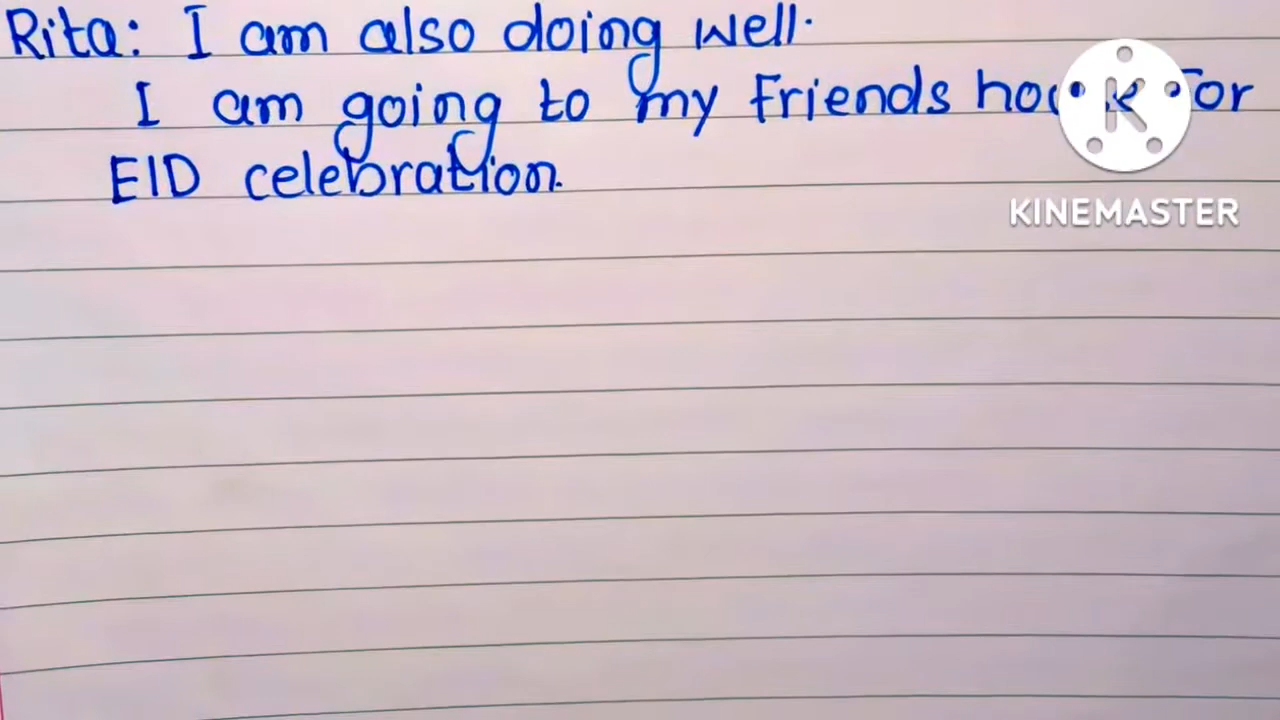 Rita: I am also doing well.
I am going to my Friends For
EID celebration.
K
KINEMASTER